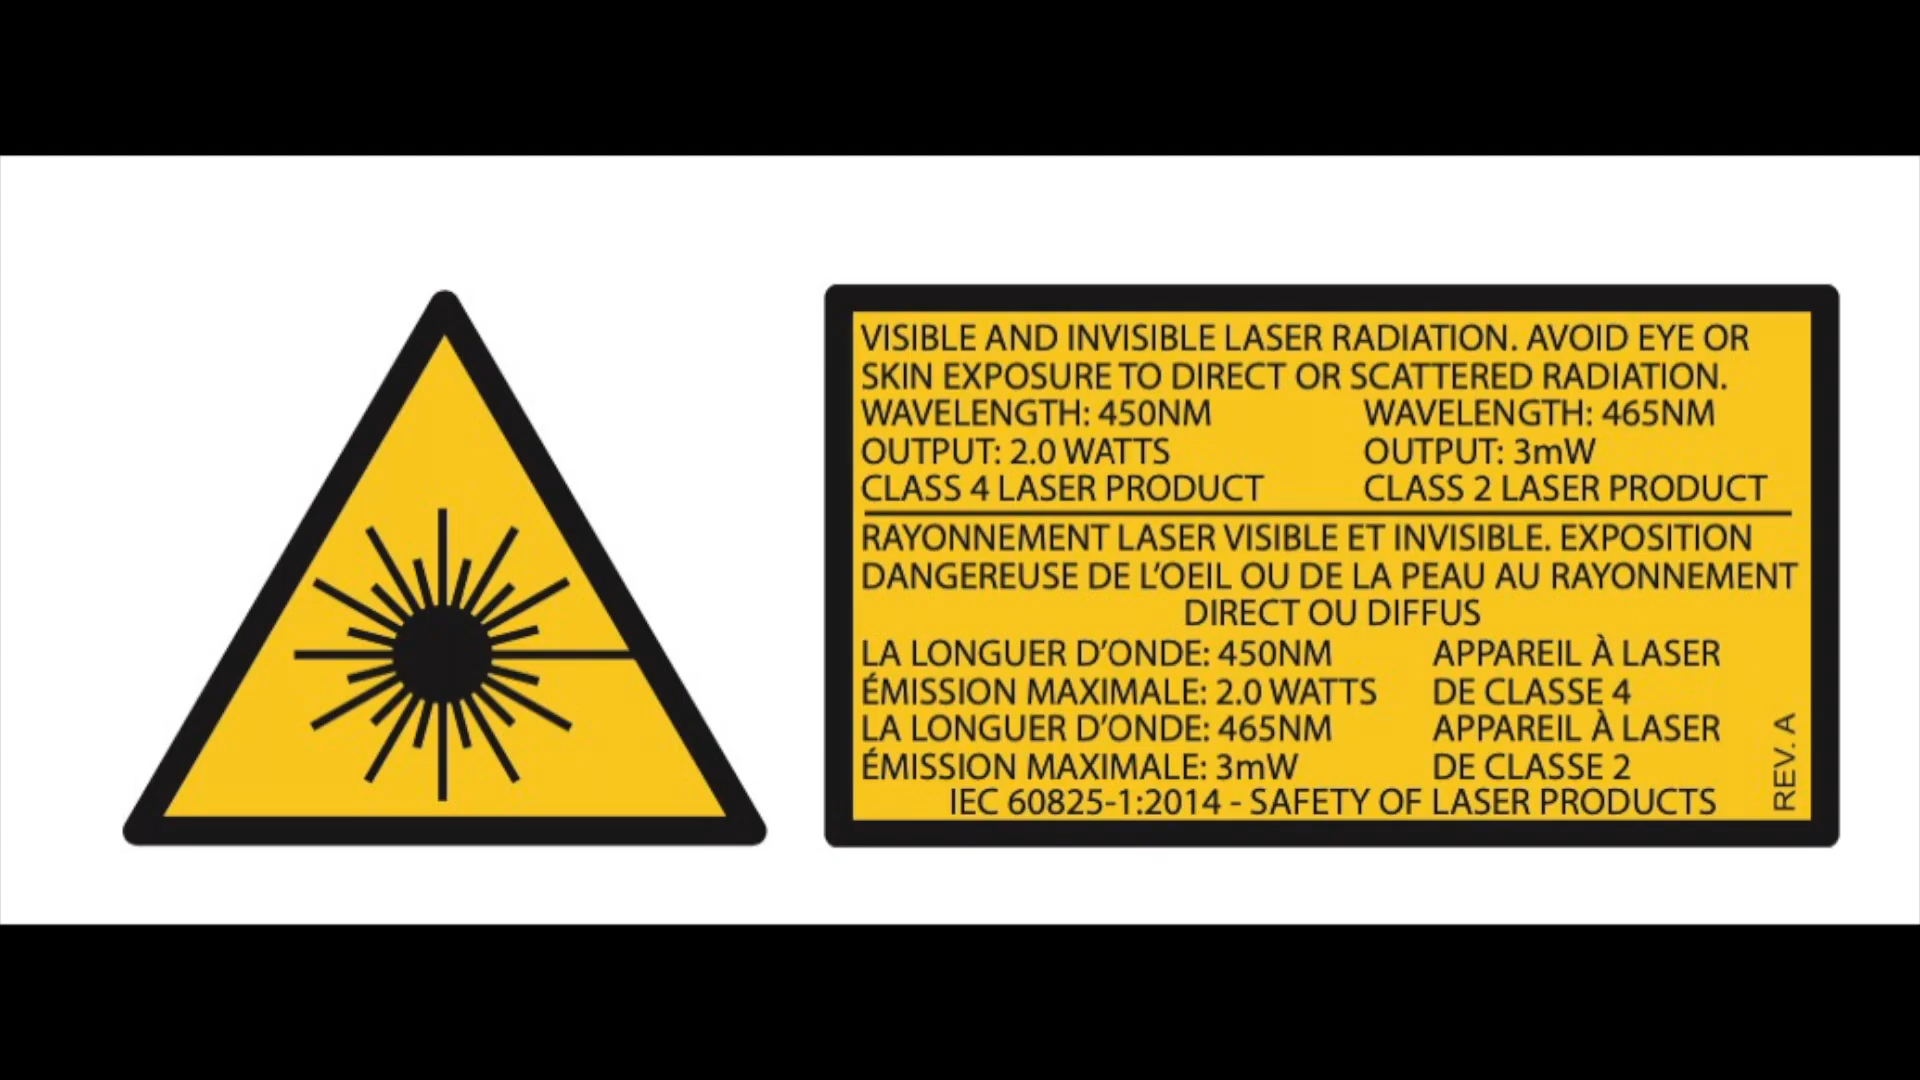 VISIBLE AND INVISIBLE LASER RADIATION. AVOID EYE OR
SKIN EXPOSURE TO DIRECT OR SCATTERED RADIATION.
WAVELENGTH: 450NM WAVELENGTH: 465NM
OUTPUT: 2.0 WATTS OUTPUT: 3mW
CLASS 4 LASER PRODUCT CLASS 2 LASER PRODUCT
RAYONNEMENT LASER VISIBLE ET INVISIBLE. EXPOSITION
DANGEREUSE DE L'OEIL OU DE LA PEAU AU RAYONNEMENT
DIRECT OU DIFFUS
LA LONGUER D'ONDE: 450NM APPAREIL À LASER
ÉMISSION MAXIMALE: 2.0 WATTS DE CLASSE 4
LA LONGUER D'ONDE: 465NM APPAREIL À LASER
ÉMISSION MAXIMALE: 3mW DE CLASSE 2
IEC 60825-1:2014 - SAFETY OF LASER PRODUCTS
REV. A